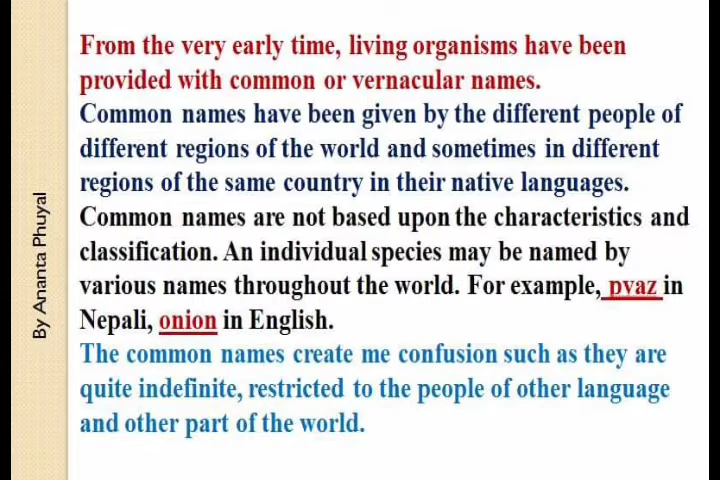 From the very early time, living organisms have been
provided with common or vernacular names.
Common names have been given by the different people of
different regions of the world and sometimes in different
regions of the same country in their native languages.
Common names are not based upon the characteristics and
classification. An individual species may be named by
various names throughout the world. For example, pyaz in
Nepali, onion in English.
The common names create me confusion such as they are
quite indefinite, restricted to the people of other language
and other part of the world.
By Ananta Phuyal